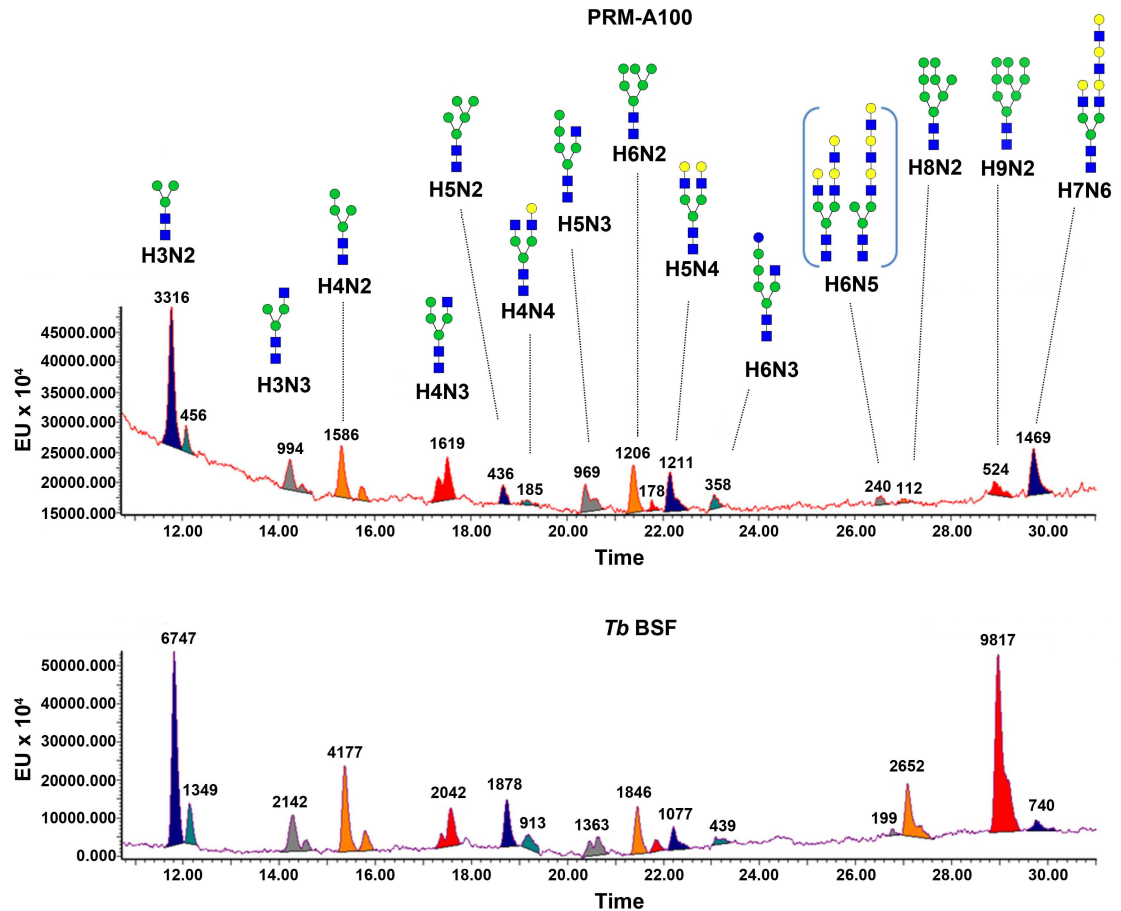 PRM-A100
H3N2
H3N3
H4N2
H4N3
H5N2
H4N4
H5N3
H6N2
H5N4
H6N3
H6N5
H8N2
H9N2
H7N6
EU x 10⁴
45000.000
40000.000
35000.000
30000.000
25000.000
20000.000
15000.000
3316
456
994
1586
1619
436
185
969
1206
178
1211
358
240
112
524
1469
12.00 14.00 16.00 18.00 20.00 22.00 24.00 26.00 28.00 30.00
Time
Tb BSF
EU x 10⁴
50000.000
40000.000
30000.000
20000.000
10000.000
0.000
6747
1349
2142
4177
2042
1878
913
1363
1846
1077
439
199
2652
9817
740
12.00 14.00 16.00 18.00 20.00 22.00 24.00 26.00 28.00 30.00
Time